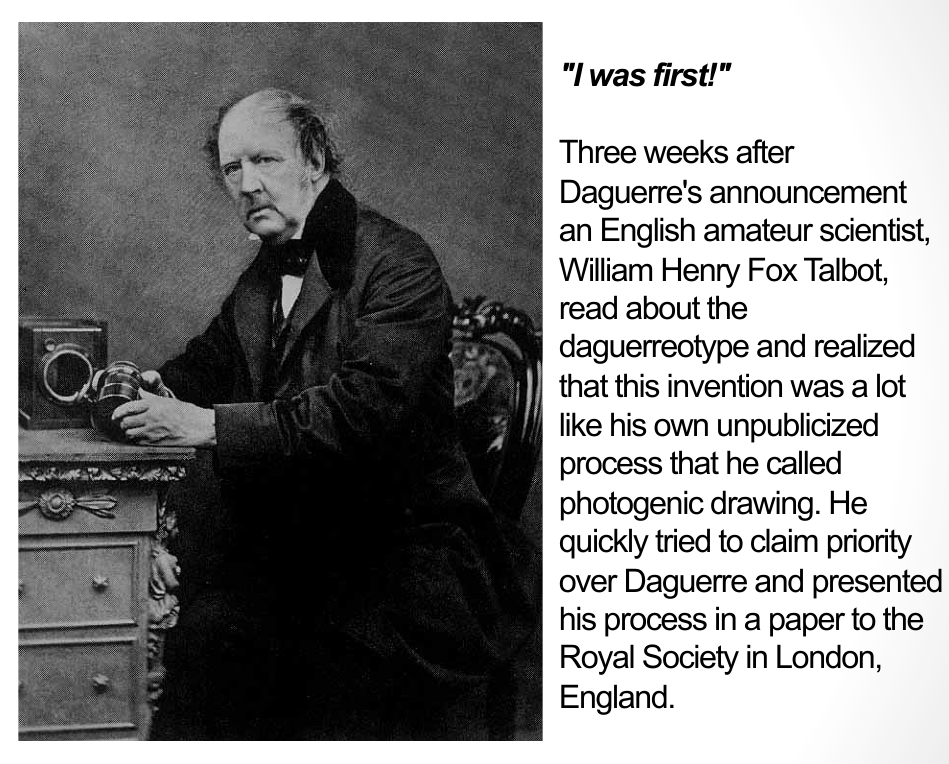 "I was first!"
Three weeks after
Daguerre's announcement
an English amateur scientist,
William Henry Fox Talbot,
read about the
daguerreotype and realized
that this invention was a lot
like his own unpublicized
process that he called
photogenic drawing. He
quickly tried to claim priority
over Daguerre and presented
his process in a paper to the
Royal Society in London,
England.